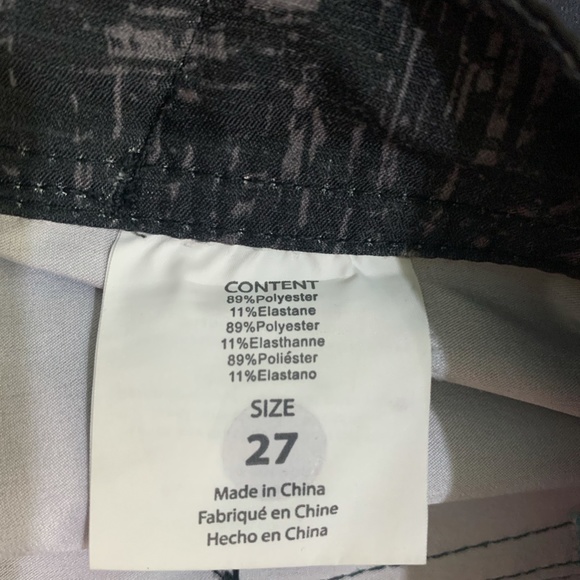 CONTENT
89%Polyester
11%Elastane
89%Polyester
11%Elasthanne
89%Poliéster
11%Elastano
SIZE
27
Made in China
Fabriqué en Chine
Hecho en China